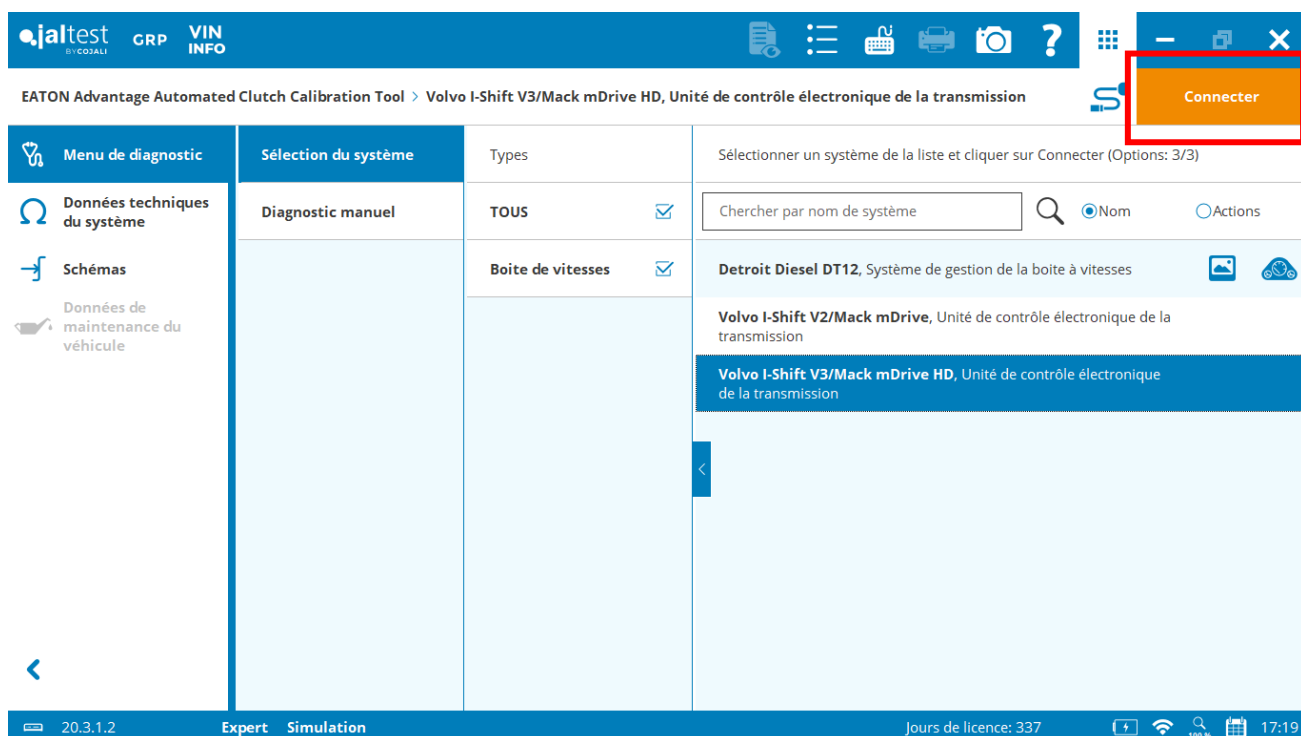 jaltest
BY COJALI
GRP
VIN
INFO
EATON Advantage Automated Clutch Calibration Tool > Volvo I-Shift V3/Mack mDrive HD, Unité de contrôle électronique de la transmission
Connecter
Menu de diagnostic
Sélection du système
Types
Sélectionner un système de la liste et cliquer sur Connecter (Options: 3/3)
Données techniques
du système
Diagnostic manuel
TOUS
Chercher par nom de système
Nom
Actions
Schémas
Boite de vitesses
Detroit Diesel DT12, Système de gestion de la boite à vitesses
Données de
maintenance du
véhicule
Volvo I-Shift V2/Mack mDrive, Unité de contrôle électronique de la
transmission
Volvo I-Shift V3/Mack mDrive HD, Unité de contrôle électronique
de la transmission
20.3.1.2
Expert
Simulation
Jours de licence: 337
100 %
17:19